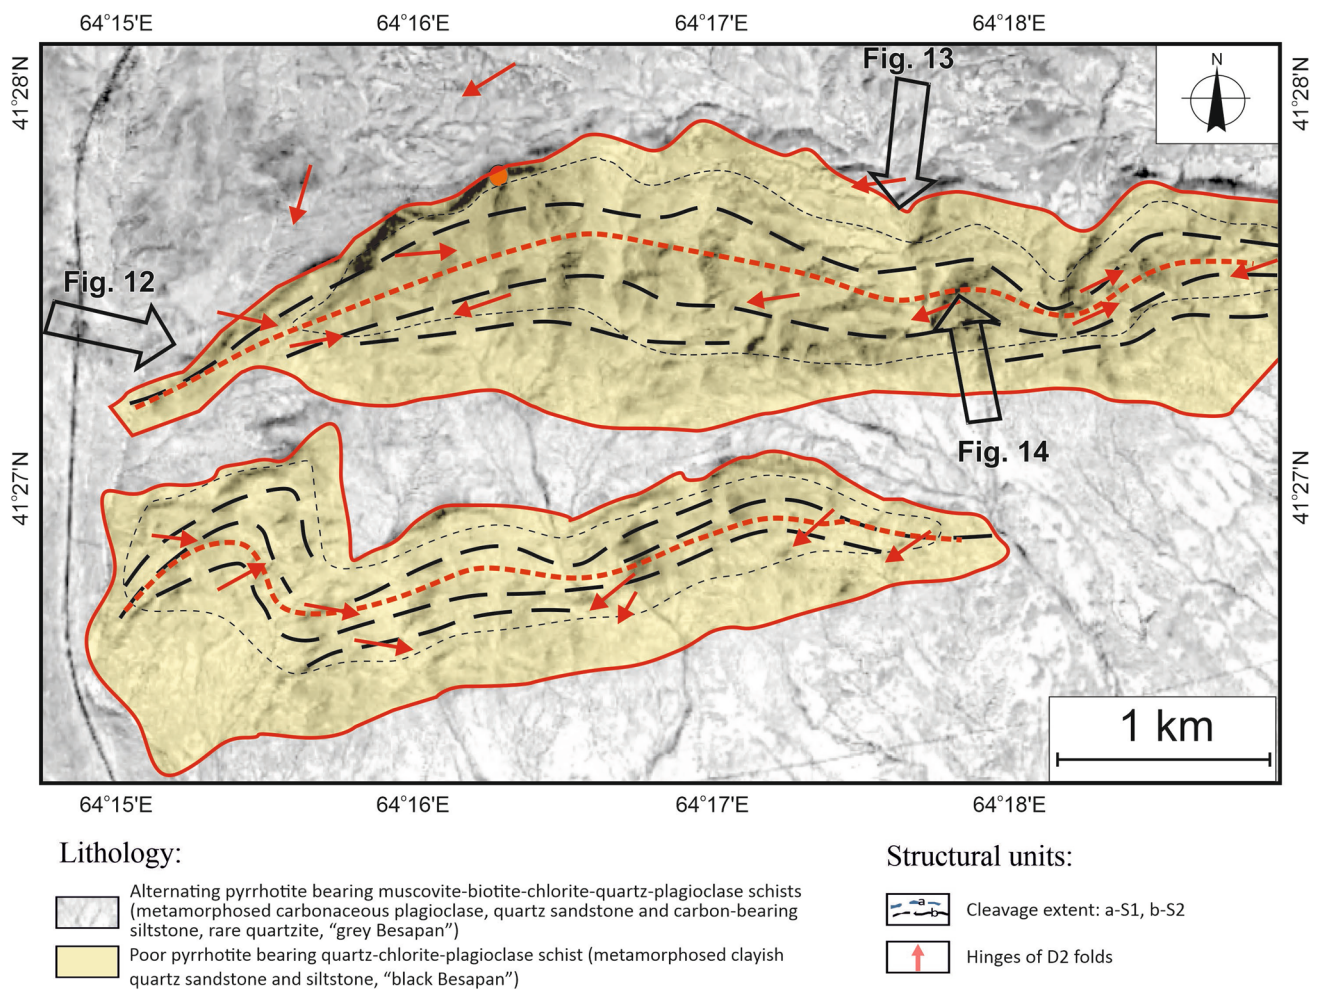 64°15'E 64°16'E 64°17'E 64°18'E
41°28'N
41°28'N
Fig. 13
N
Fig. 12
Fig. 14
41°27'N
41°27'N
1 km
64°15'E 64°16'E 64°17'E 64°18'E
Lithology:
Alternating pyrrhotite bearing muscovite-biotite-chlorite-quartz-plagioclase schists
(metamorphosed carbonaceous plagioclase, quartz sandstone and carbon-bearing
siltstone, rare quartzite, “grey Besapan”)
Poor pyrrhotite bearing quartz-chlorite-plagioclase schist (metamorphosed clayish
quartz sandstone and siltstone, “black Besapan”)
Structural units:
a
b
Cleavage extent: a-S1, b-S2
Hinges of D2 folds